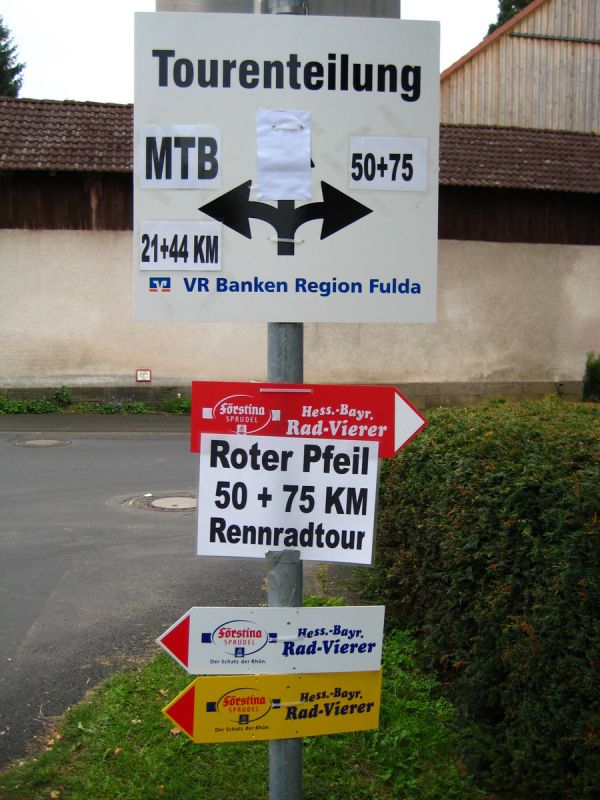 Tourenteilung
MTB
50+75
21+44 KM
VR Banken Region Fulda
Förstina
SPRUDEL
Hess.-Bayr.
Rad-Vierer
Roter Pfeil
50 + 75 KM
Rennradtour
Förstina
SPRUDEL
Der Schatz der Rhön.
Hess.-Bayr.
Rad-Vierer
Förstina
SPRUDEL
Der Schatz der Rhön.
Hess.-Bayr.
Rad-Vierer